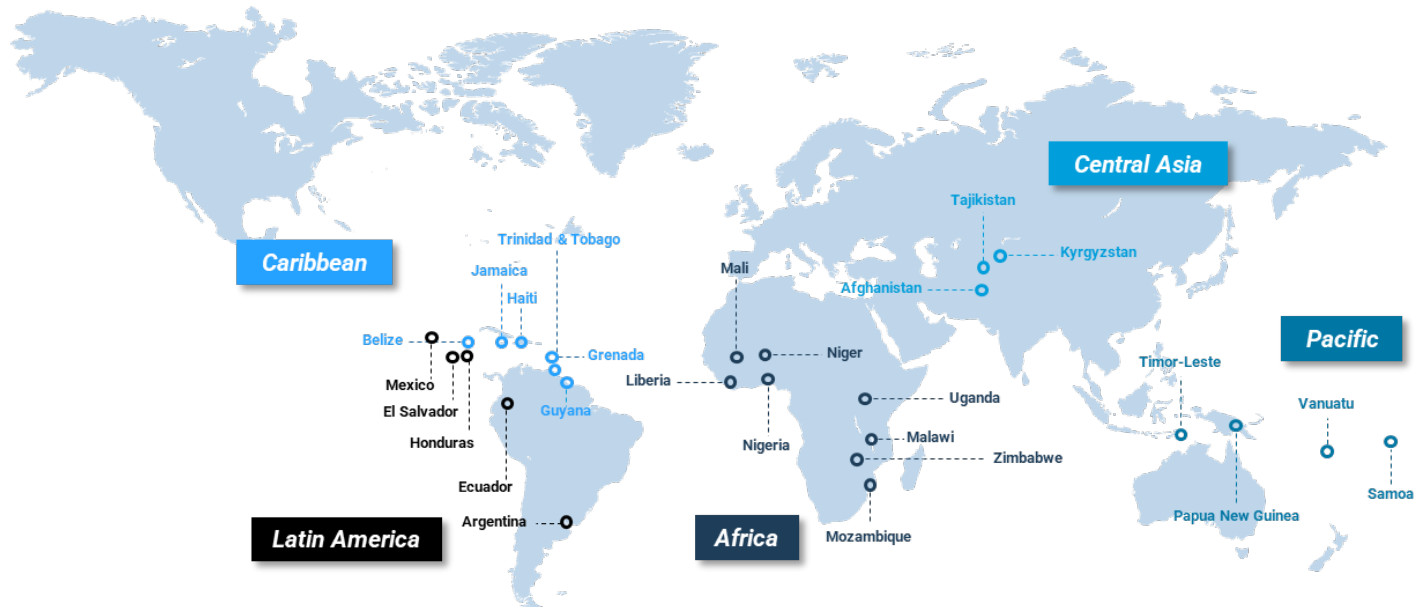 Central Asia
Tajikistan
Kyrgyzstan
Afghanistan
Caribbean
Trinidad & Tobago
Jamaica
Haiti
Belize
Grenada
Guyana
Mexico
El Salvador
Honduras
Ecuador
Argentina
Latin America
Mali
Niger
Liberia
Nigeria
Uganda
Malawi
Zimbabwe
Mozambique
Africa
Pacific
Timor-Leste
Vanuatu
Samoa
Papua New Guinea